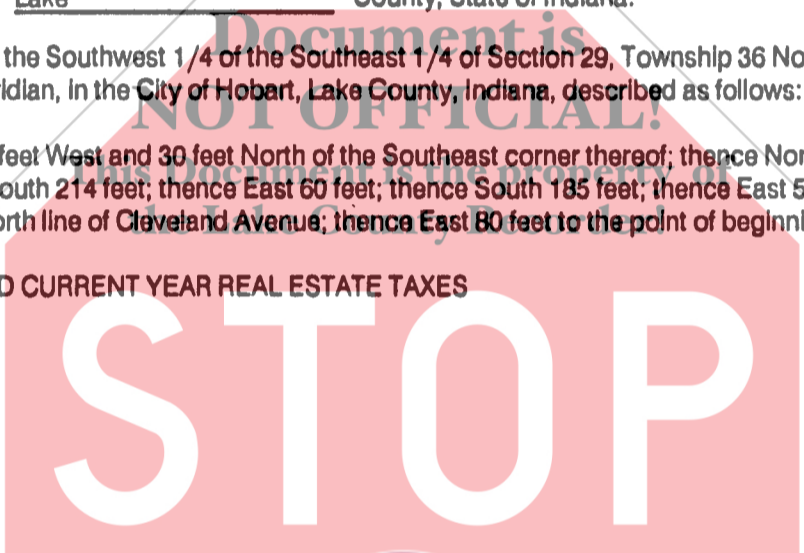 Lake County, State of Indiana.
Document is
the Southwest 1/4 of the Southeast 1/4 of Section 29, Township 36 No
idian, in the City of Hobart, Lake County, Indiana, described as follows:
NOT OFFICIAL!
feet West and 30 feet North of the Southeast corner thereof; thence Nor
This Document is the property of
outh 214 feet; thence East 60 feet; thence South 185 feet; thence East 5
the Lake County Recorder!
orth line of Cleveland Avenue; thence East 80 feet to the point of beginni
D CURRENT YEAR REAL ESTATE TAXES
STOP